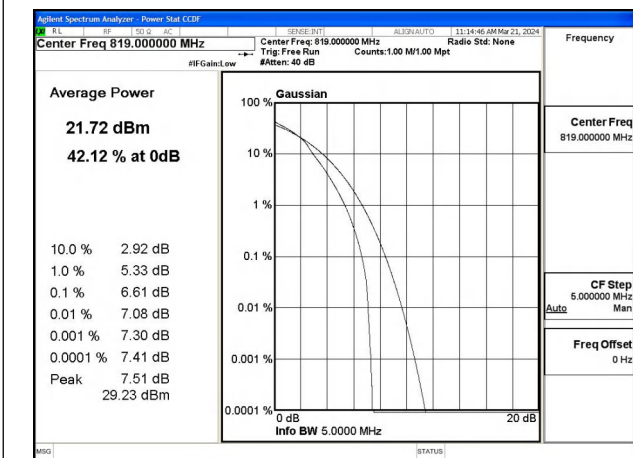 Agilent Spectrum Analyzer - Power Stat CCDF
RL RF 50 Ω AC SENSE:INT ALIGNAUTO 11:14:46 AM Mar 21, 2024
Center Freq 819.000000 MHz
Center Freq: 819.000000 MHz Radio Std: None
Trig: Free Run Counts:1.00 M/1.00 Mpt
#IFGain:Low #Atten: 40 dB
Frequency
Average Power
21.72 dBm
42.12 % at 0dB
10.0 % 2.92 dB
1.0 % 5.33 dB
0.1 % 6.61 dB
0.01 % 7.08 dB
0.001 % 7.30 dB
0.0001 % 7.41 dB
Peak 7.51 dB
29.23 dBm
Gaussian
100 %
10 %
1 %
0.1 %
0.01 %
0.001 %
0.0001 %
0 dB 20 dB
Info BW 5.0000 MHz
Center Freq
819.000000 MHz
CF Step
5.000000 MHz
Auto Man
Freq Offset
0 Hz
MSG STATUS